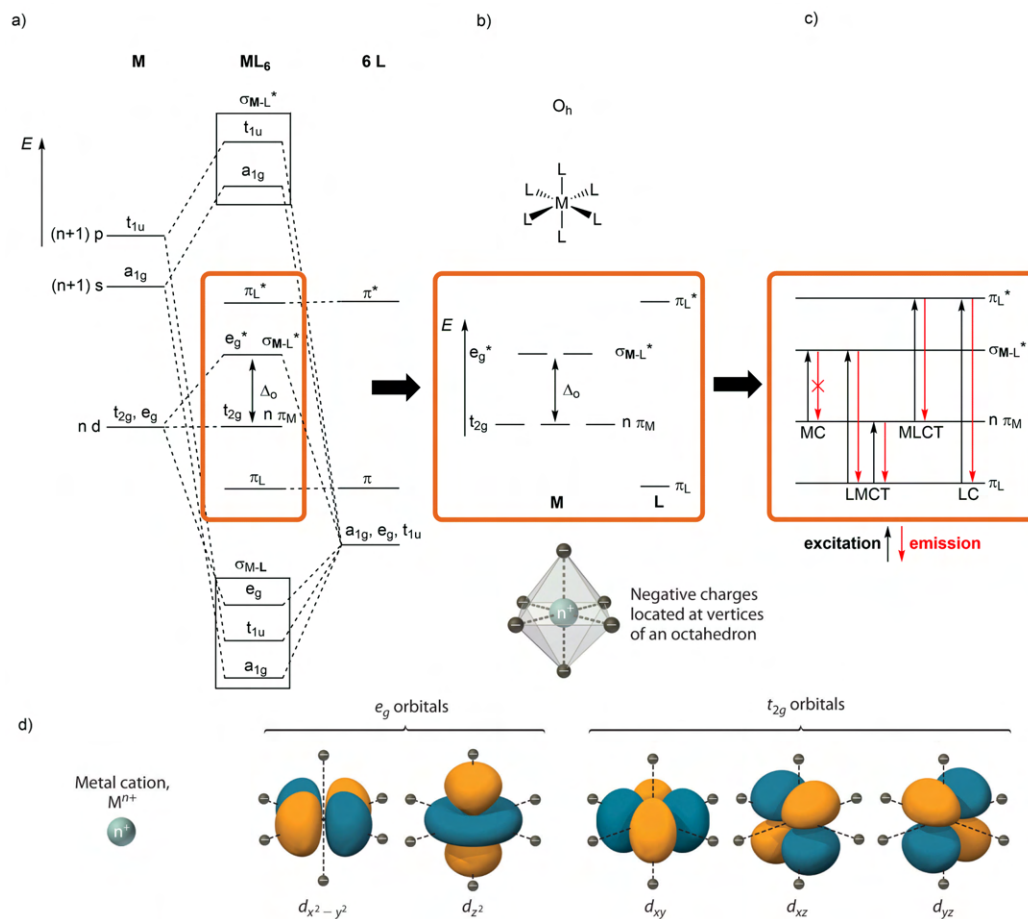 a)
M
ML6
6 L
σM-L*
t1u
E
a1g
(n+1) p
t1u
(n+1) s
a1g
πL*
π*
eg*
σM-L*
Δo
t2g, eg
t2g
n πM
n d
πL
π
a1g, eg, t1u
σM-L
eg
t1u
a1g
b)
Oh
L
L
L
M
L
L
L
πL*
E
eg*
σM-L*
Δo
t2g
n πM
πL
M
L
n+
Negative charges
located at vertices
of an octahedron
c)
πL*
σM-L*
n πM
MC
MLCT
πL
LMCT
LC
excitation
emission
d)
eg orbitals
t2g orbitals
Metal cation,
Mn+
n+
dx2 − y2
dz2
dxy
dxz
dyz